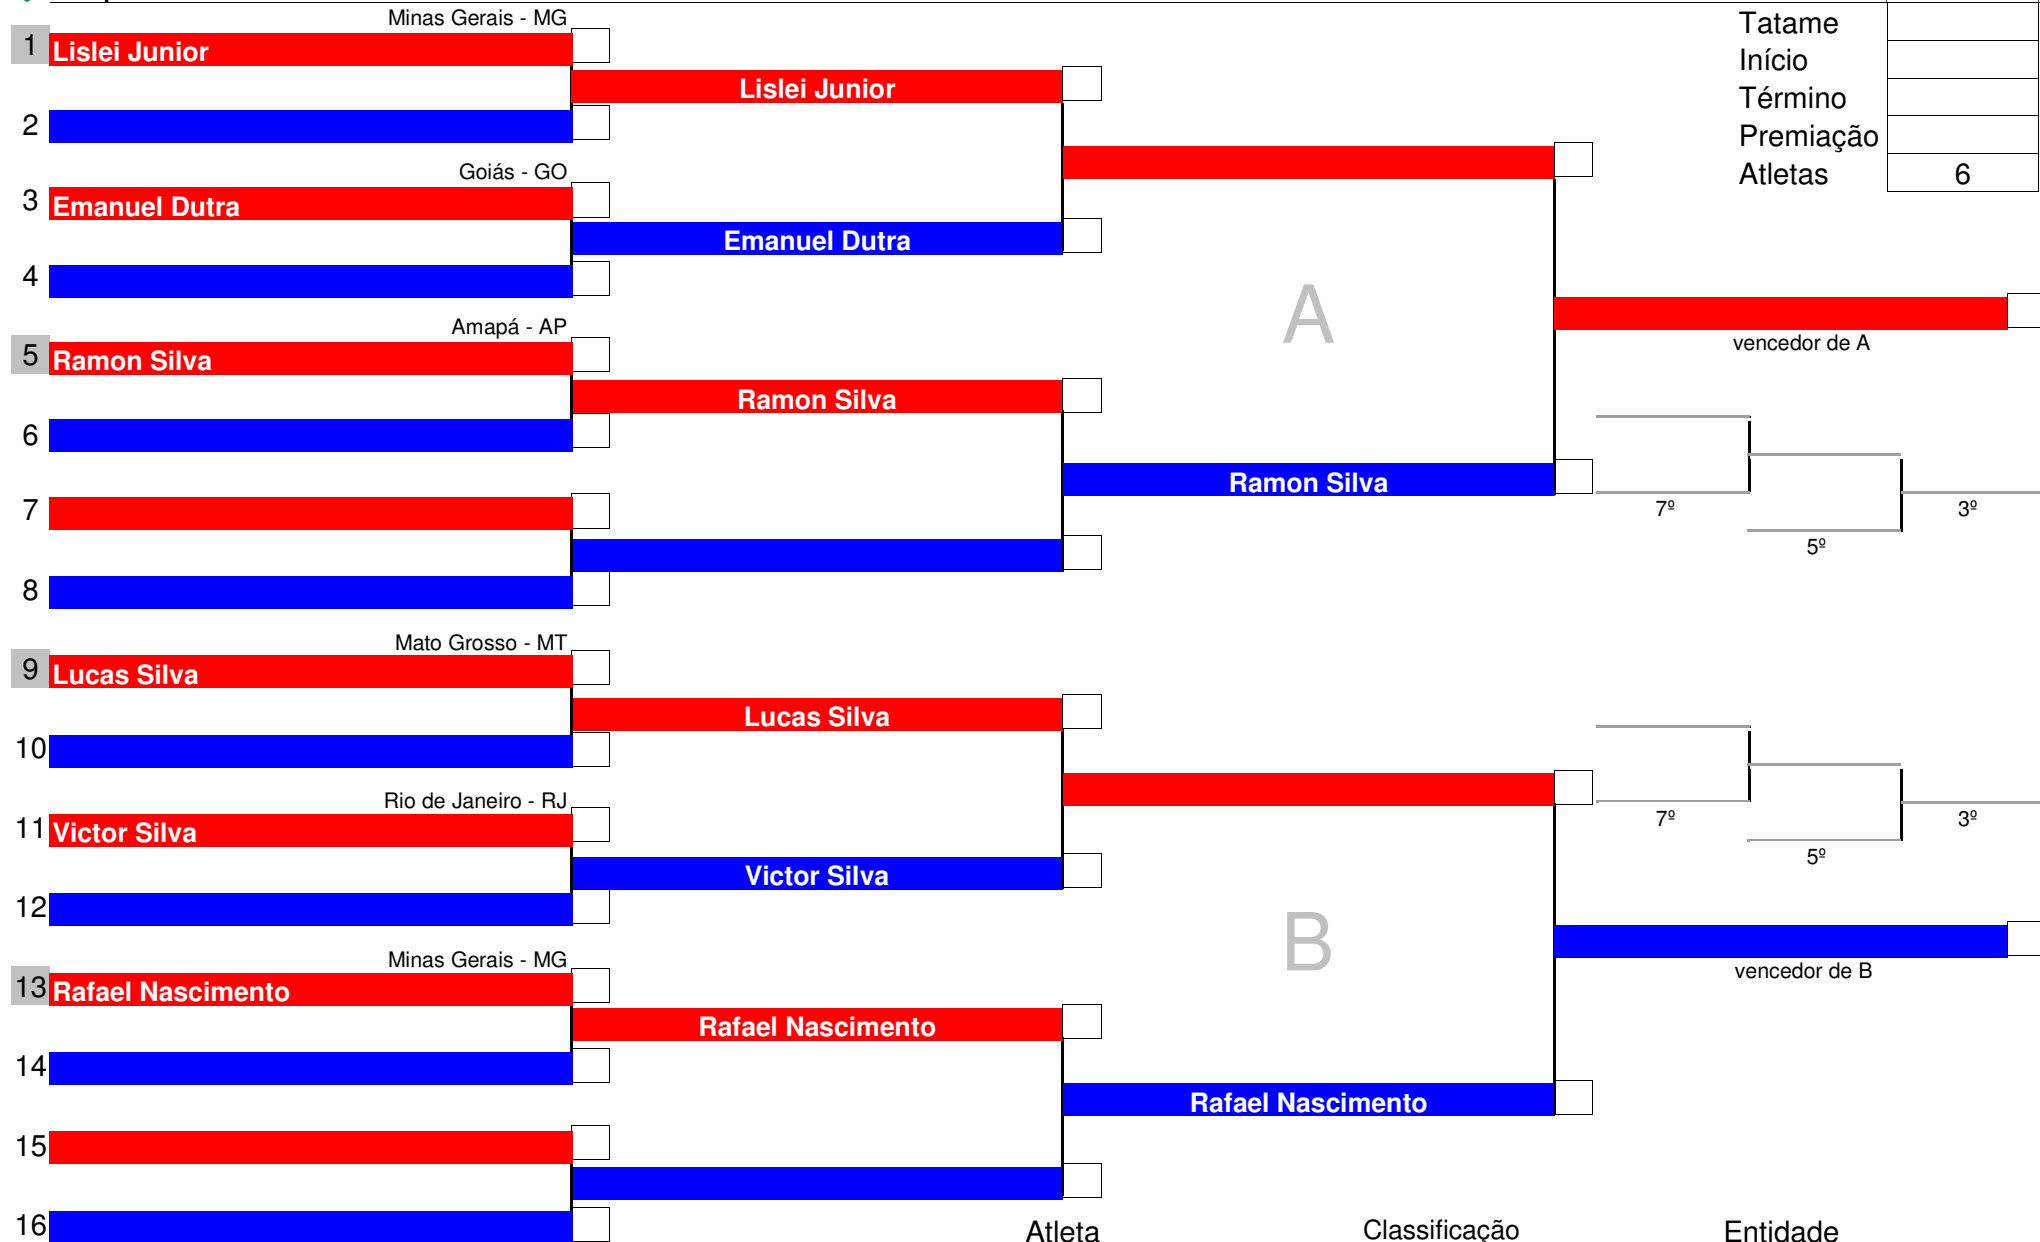 Minas Gerais - MG
1 Lislei Junior
Lislei Junior
2
Goiás - GO
3 Emanuel Dutra
Emanuel Dutra
4
Amapá - AP
5 Ramon Silva
Ramon Silva
6
Ramon Silva
7
8
Mato Grosso - MT
9 Lucas Silva
Lucas Silva
10
Rio de Janeiro - RJ
11 Victor Silva
Victor Silva
12
Minas Gerais - MG
13 Rafael Nascimento
Rafael Nascimento
14
Rafael Nascimento
15
16
A
B
Tatame
Início
Término
Premiação
Atletas 6
vencedor de A
7º
5º
3º
7º
5º
3º
vencedor de B
Atleta Classificação Entidade